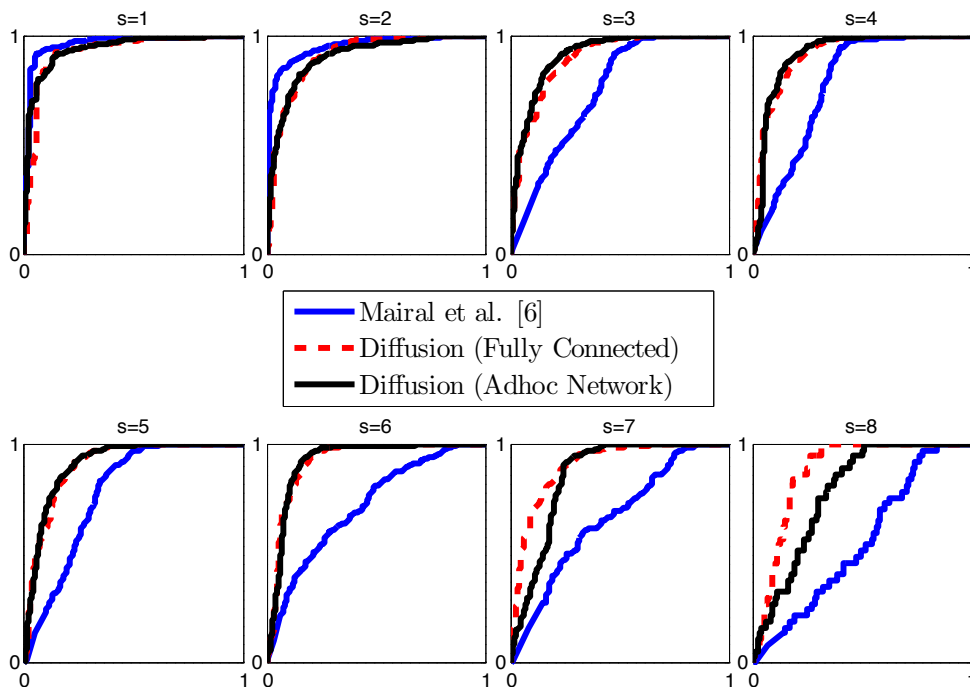 s=1 s=2 s=3 s=4
1 1 1 1
0 0 0 0
0 1 0 1 0 1 0 1
Mairal et al. [6]
Diffusion (Fully Connected)
Diffusion (Adhoc Network)
s=5 s=6 s=7 s=8
1 1 1 1
0 0 0 0
0 1 0 1 0 1 0 1